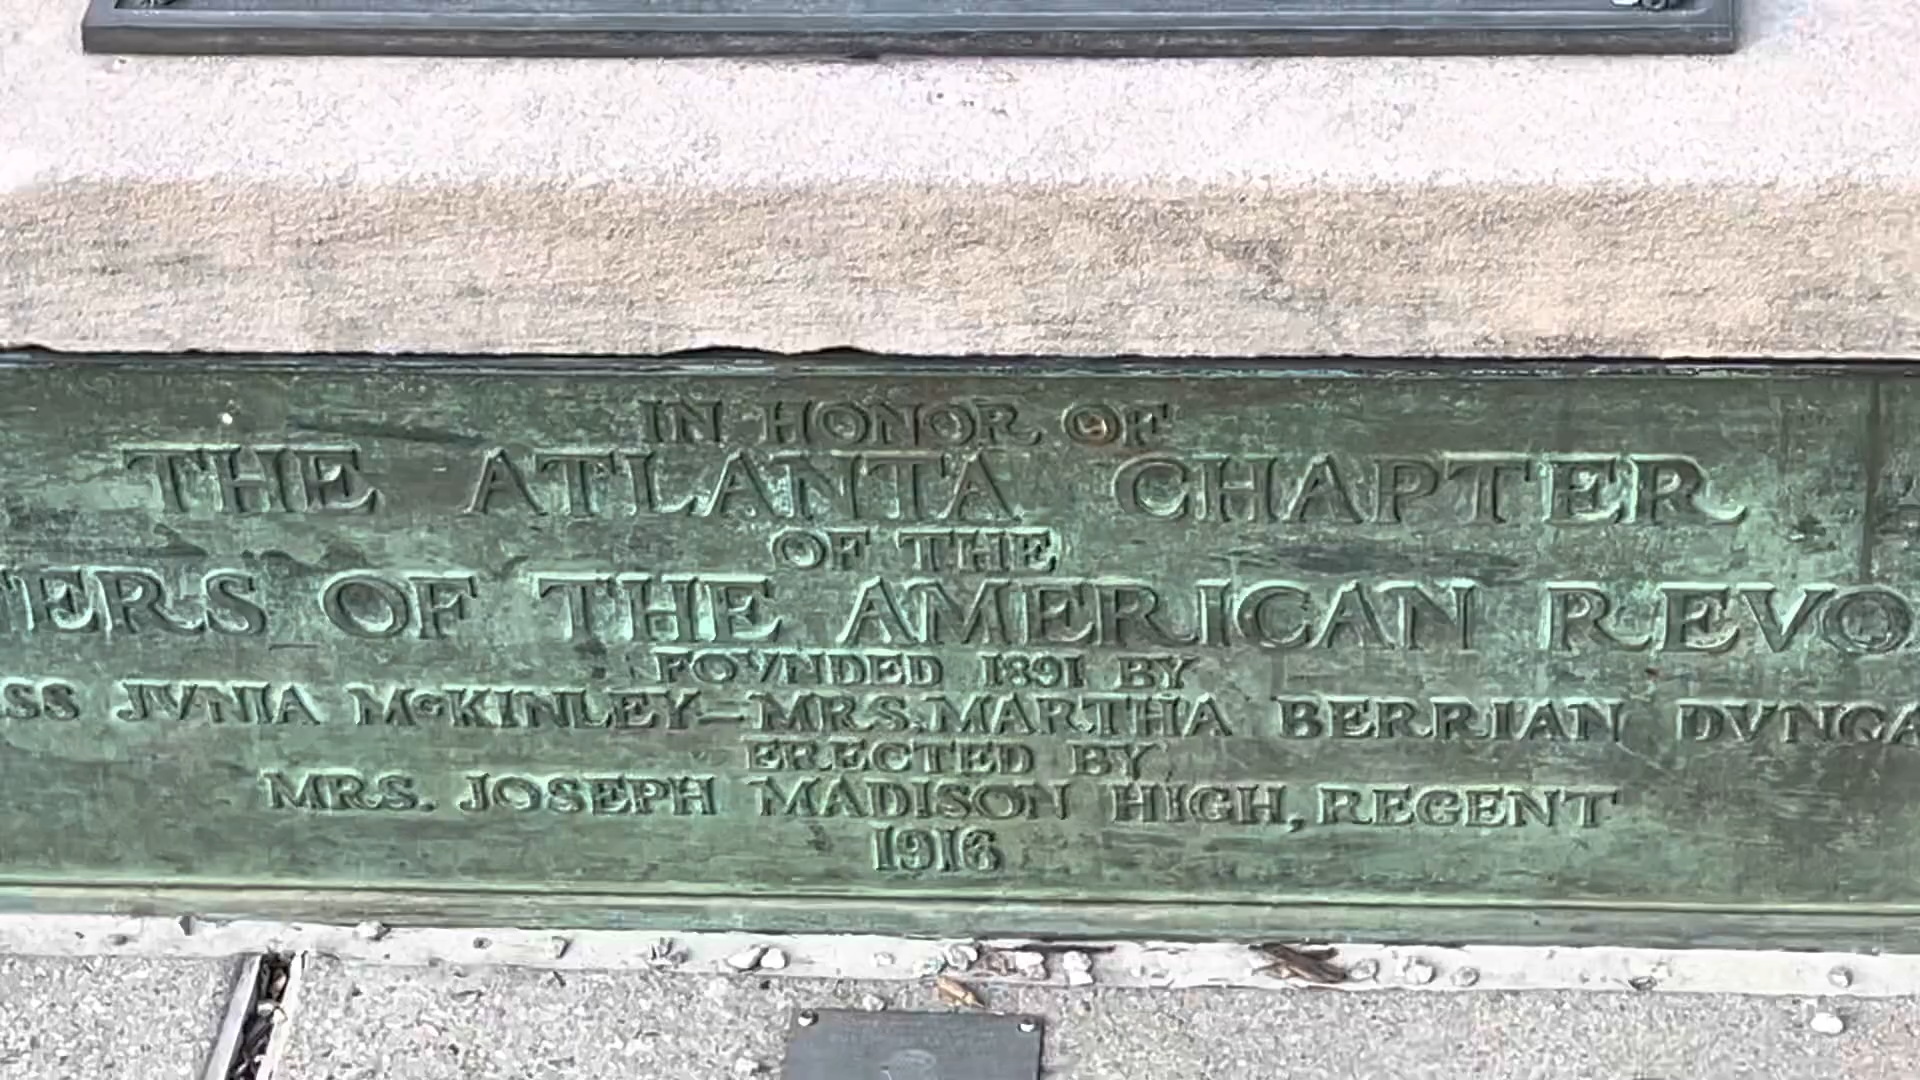 IN HONOR OF
THE ATLANTA CHAPTER
OF THE
TERS OF THE AMERICAN REVO
FOVNDED 1891 BY
SS JVNIA McKINLEY–MRS. MARTHA BERRIAN DVNCA
ERECTED BY
MRS. JOSEPH MADISON HIGH, REGENT
1916